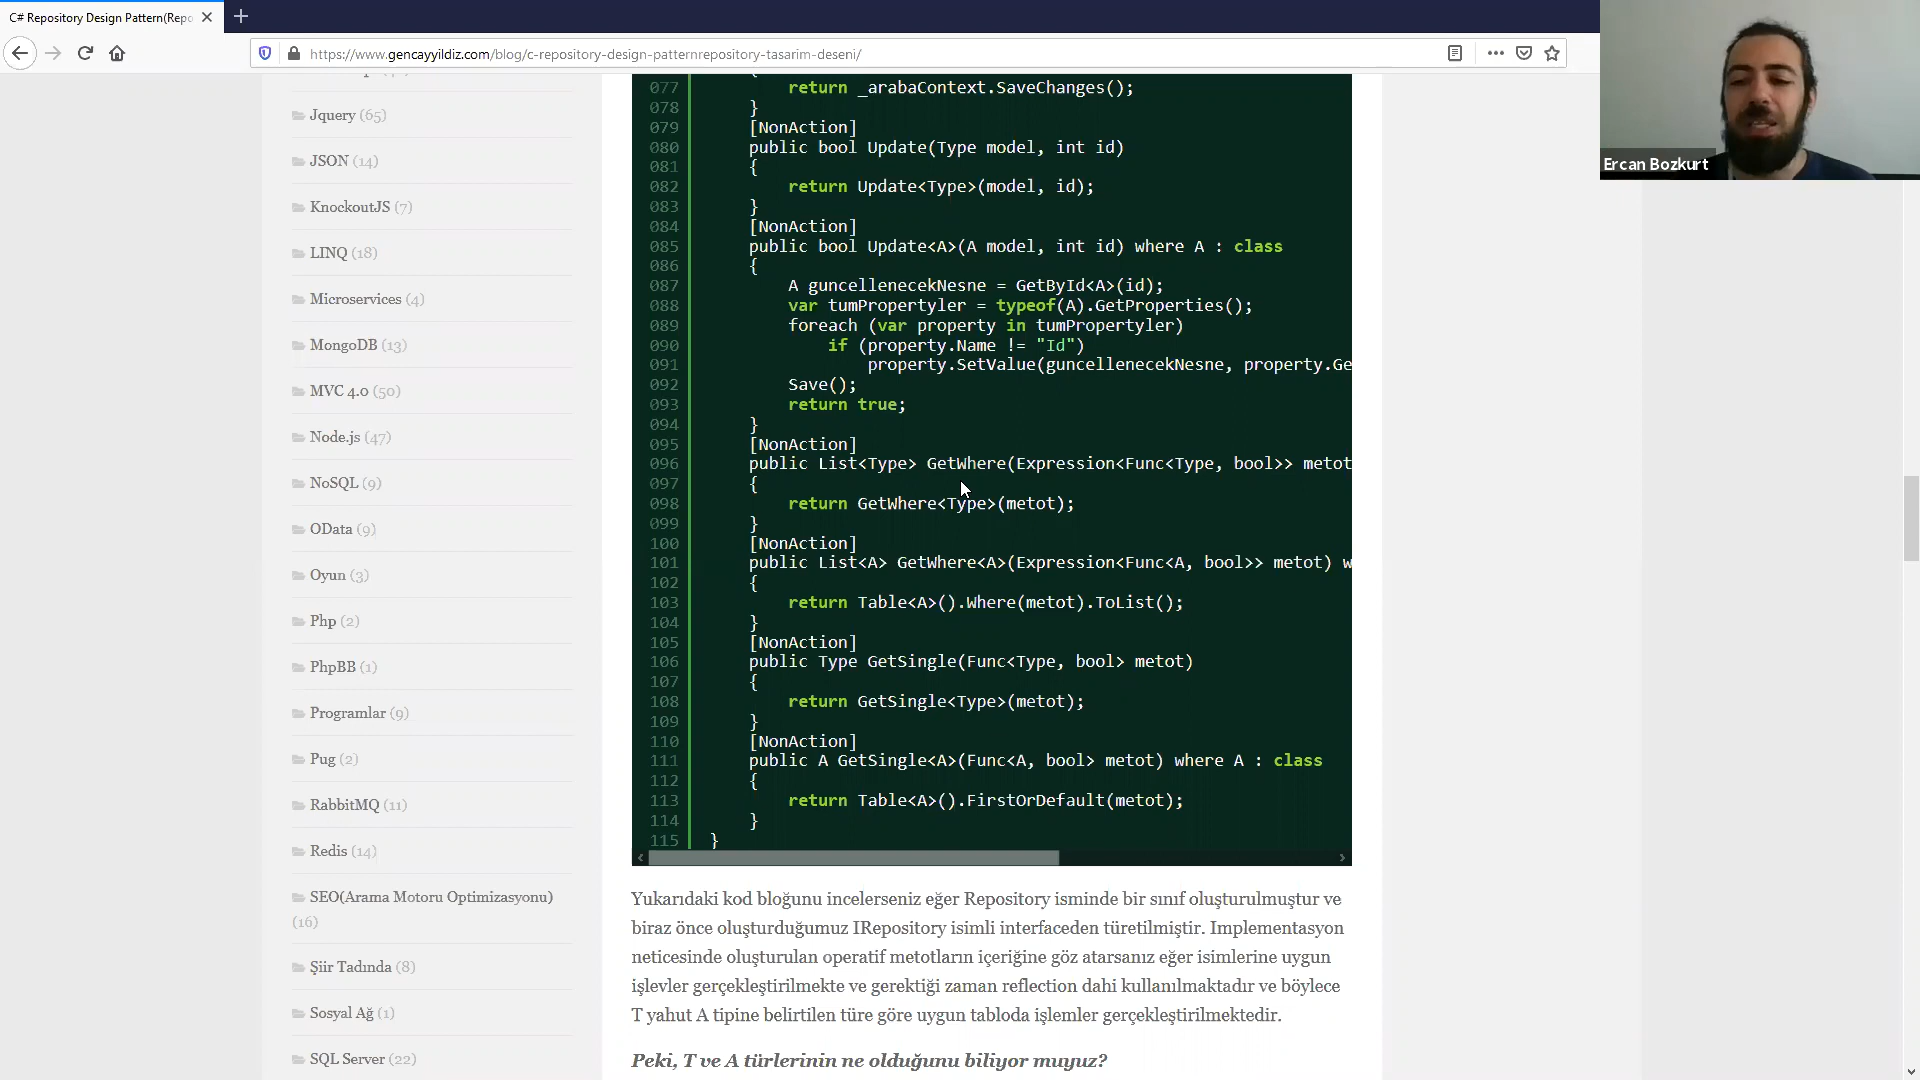 C# Repository Design Pattern(Repo
https://www.gencayyildiz.com/blog/c-repository-design-patternrepository-tasarim-deseni/
Ercan Bozkurt
Jquery (65)
JSON (14)
KnockoutJS (7)
LINQ (18)
Microservices (4)
MongoDB (13)
MVC 4.0 (50)
Node.js (47)
NoSQL (9)
OData (9)
Oyun (3)
Php (2)
PhpBB (1)
Programlar (9)
Pug (2)
RabbitMQ (11)
Redis (14)
SEO(Arama Motoru Optimizasyonu)
(16)
Şiir Tadında (8)
Sosyal Ağ (1)
SQL Server (22)
077 return _arabaContext.SaveChanges();
078 }
079 [NonAction]
080 public bool Update(Type model, int id)
081 {
082 return Update<Type>(model, id);
083 }
084 [NonAction]
085 public bool Update<A>(A model, int id) where A : class
086 {
087 A guncellenecekNesne = GetById<A>(id);
088 var tumPropertyler = typeof(A).GetProperties();
089 foreach (var property in tumPropertyler)
090 if (property.Name != "Id")
091 property.SetValue(guncellenecekNesne, property.Ge
092 Save();
093 return true;
094 }
095 [NonAction]
096 public List<Type> GetWhere(Expression<Func<Type, bool>> metot
097 {
098 return GetWhere<Type>(metot);
099 }
100 [NonAction]
101 public List<A> GetWhere<A>(Expression<Func<A, bool>> metot) w
102 {
103 return Table<A>().Where(metot).ToList();
104 }
105 [NonAction]
106 public Type GetSingle(Func<Type, bool> metot)
107 {
108 return GetSingle<Type>(metot);
109 }
110 [NonAction]
111 public A GetSingle<A>(Func<A, bool> metot) where A : class
112 {
113 return Table<A>().FirstOrDefault(metot);
114 }
115 }
Yukarıdaki kod bloğunu incelerseniz eğer Repository isminde bir sınıf oluşturulmuştur ve
biraz önce oluşturduğumuz IRepository isimli interfaceden türetilmiştir. Implementasyon
neticesinde oluşturulan operatif metotların içeriğine göz atarsanız eğer isimlerine uygun
işlevler gerçekleştirilmekte ve gerektiği zaman reflection dahi kullanılmaktadır ve böylece
T yahut A tipine belirtilen türe göre uygun tabloda işlemler gerçekleştirilmektedir.
Peki, T ve A türlerinin ne olduğunu biliyor muyuz?